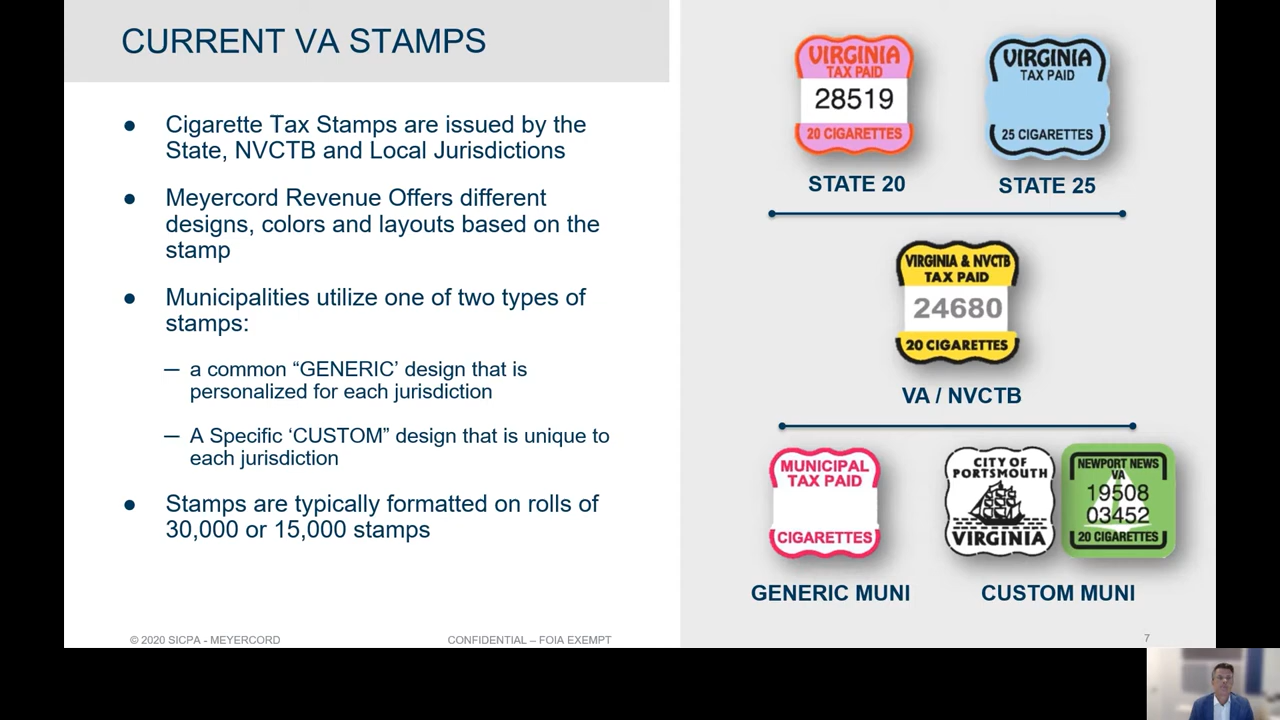 CURRENT VA STAMPS
● Cigarette Tax Stamps are issued by the
State, NVCTB and Local Jurisdictions
● Meyercord Revenue Offers different
designs, colors and layouts based on the
stamp
● Municipalities utilize one of two types of
stamps:
— a common “GENERIC’ design that is
personalized for each jurisdiction
— A Specific ‘CUSTOM” design that is unique to
each jurisdiction
● Stamps are typically formatted on rolls of
30,000 or 15,000 stamps
© 2020 SICPA - MEYERCORD
CONFIDENTIAL – FOIA EXEMPT
VIRGINIA
TAX PAID
28519
20 CIGARETTES
STATE 20
VIRGINIA
TAX PAID
25 CIGARETTES
STATE 25
VIRGINIA & NVCTB
TAX PAID
24680
20 CIGARETTES
VA / NVCTB
MUNICIPAL
TAX PAID
CIGARETTES
GENERIC MUNI
CITY OF
PORTSMOUTH
VIRGINIA
NEWPORT NEWS
VA
19508
03452
20 CIGARETTES
CUSTOM MUNI
7